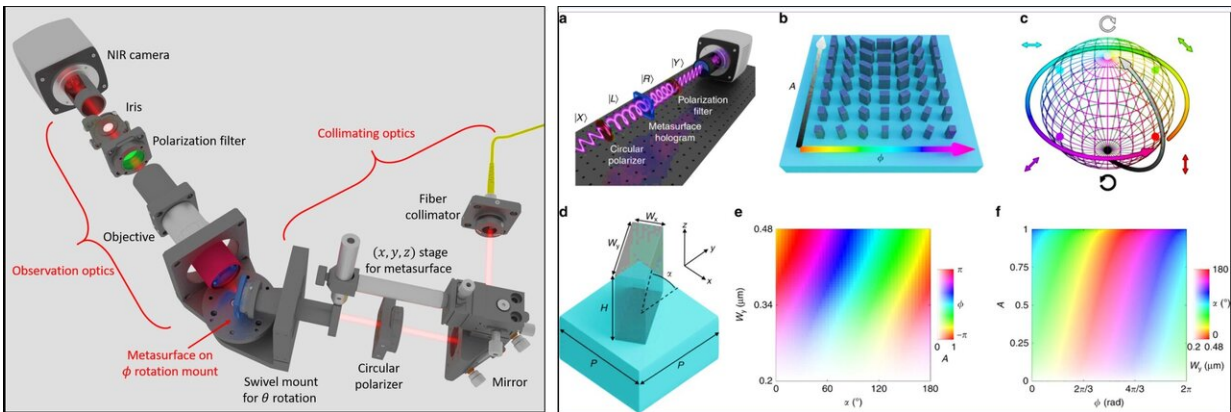 NIR camera
Iris
Polarization filter
Collimating optics
Fiber
collimator
Objective
(x, y, z) stage
for metasurface
Observation optics
Metasurface on
ϕ rotation mount
Swivel mount
for θ rotation
Circular
polarizer
Mirror
a
|X⟩
|L⟩
|R⟩
|Y⟩
Circular
polarizer
Metasurface
hologram
Polarization
filter
b
A
ϕ
c
d
Wx
Wy
H
P
P
α
z
y
x
e
0.48
0.34
0.2
Wy (μm)
0 60 120 180
α (°)
π
ϕ
−π
0 1
A
f
1
0.75
0.5
0.25
0
A
0 2π/3 4π/3 2π
ϕ (rad)
180
α (°)
0
0.2 0.48
Wy (μm)